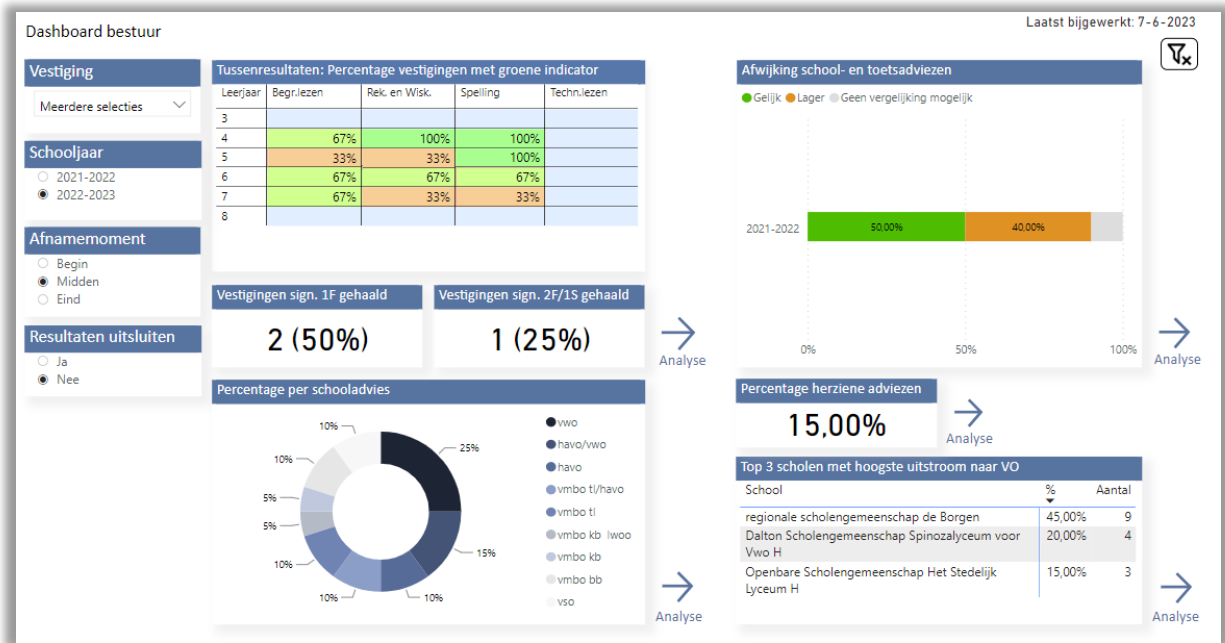 Dashboard bestuur
Laatst bijgewerkt: 7-6-2023
Vestiging
Meerdere selecties
Schooljaar
2021-2022
2022-2023
Afnamemoment
Begin
Midden
Eind
Resultaten uitsluiten
Ja
Nee
Tussenresultaten: Percentage vestigingen met groene indicator
Leerjaar Begr.lezen Rek. en Wisk. Spelling Techn.lezen
3
4 67% 100% 100%
5 33% 33% 100%
6 67% 67% 67%
7 67% 33% 33%
8
Vestigingen sign. 1F gehaald
2 (50%)
Vestigingen sign. 2F/1S gehaald
1 (25%)
Analyse
Percentage per schooladvies
10%
25%
10%
5%
5%
15%
10%
10%
10%
vwo
havo/vwo
havo
vmbo tl/havo
vmbo tl
vmbo kb lwoo
vmbo kb
vmbo bb
vso
Analyse
Afwijking school- en toetsadviezen
Gelijk Lager Geen vergelijking mogelijk
2021-2022 50,00% 40,00%
0% 50% 100%
Analyse
Percentage herziene adviezen
15,00%
Analyse
Top 3 scholen met hoogste uitstroom naar VO
School % Aantal
regionale scholengemeenschap de Borgen 45,00% 9
Dalton Scholengemeenschap Spinozalyceum voor 20,00% 4
Vwo H
Openbare Scholengemeenschap Het Stedelijk 15,00% 3
Lyceum H
Analyse